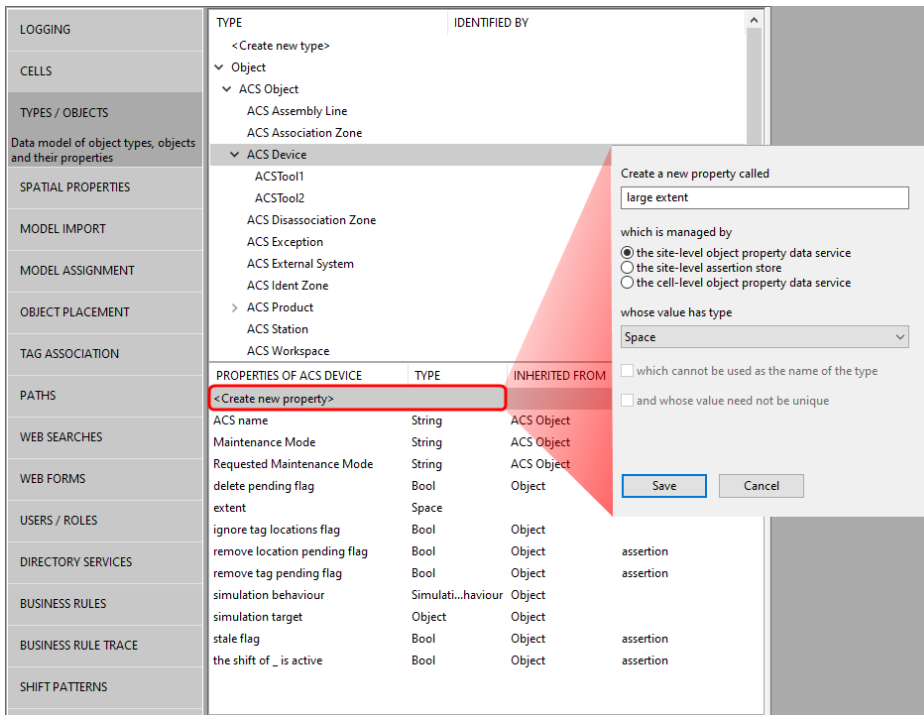 LOGGING
CELLS
TYPES / OBJECTS
Data model of object types, objects
and their properties
SPATIAL PROPERTIES
MODEL IMPORT
MODEL ASSIGNMENT
OBJECT PLACEMENT
TAG ASSOCIATION
PATHS
WEB SEARCHES
WEB FORMS
USERS / ROLES
DIRECTORY SERVICES
BUSINESS RULES
BUSINESS RULE TRACE
SHIFT PATTERNS
TYPE IDENTIFIED BY
<Create new type>
Object
ACS Object
ACS Assembly Line
ACS Association Zone
ACS Device
ACSTool1
ACSTool2
ACS Disassociation Zone
ACS Exception
ACS External System
ACS Ident Zone
ACS Product
ACS Station
ACS Workspace
PROPERTIES OF ACS DEVICE TYPE INHERITED FROM
<Create new property>
ACS name String ACS Object
Maintenance Mode String ACS Object
Requested Maintenance Mode String ACS Object
delete pending flag Bool Object
extent Space
ignore tag locations flag Bool Object
remove location pending flag Bool Object assertion
remove tag pending flag Bool Object assertion
simulation behaviour Simulati...haviour Object
simulation target Object Object
stale flag Bool Object assertion
the shift of _ is active Bool Object assertion
Create a new property called
large extent
which is managed by
the site-level object property data service
the site-level assertion store
the cell-level object property data service
whose value has type
Space
which cannot be used as the name of the type
and whose value need not be unique
Save Cancel